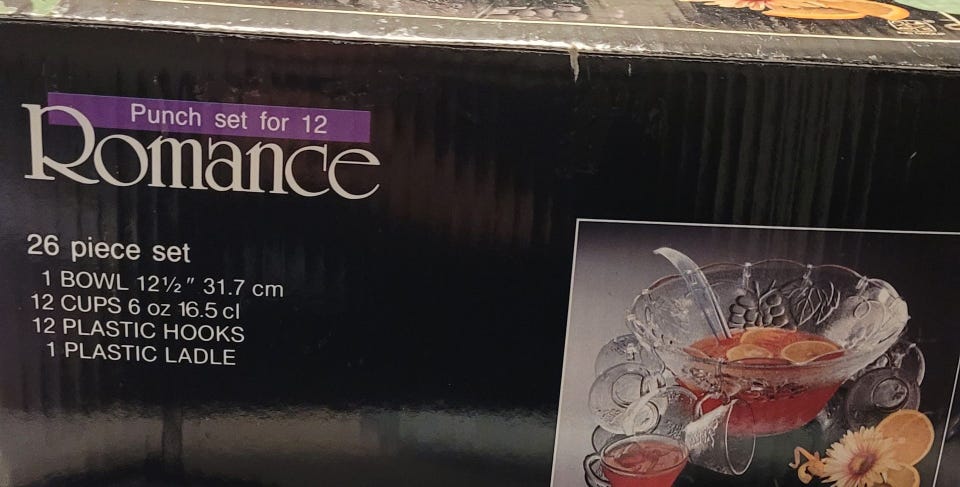 Punch set for 12
Romance
26 piece set
1 BOWL 12½" 31.7 cm
12 CUPS 6 oz 16.5 cl
12 PLASTIC HOOKS
1 PLASTIC LADLE